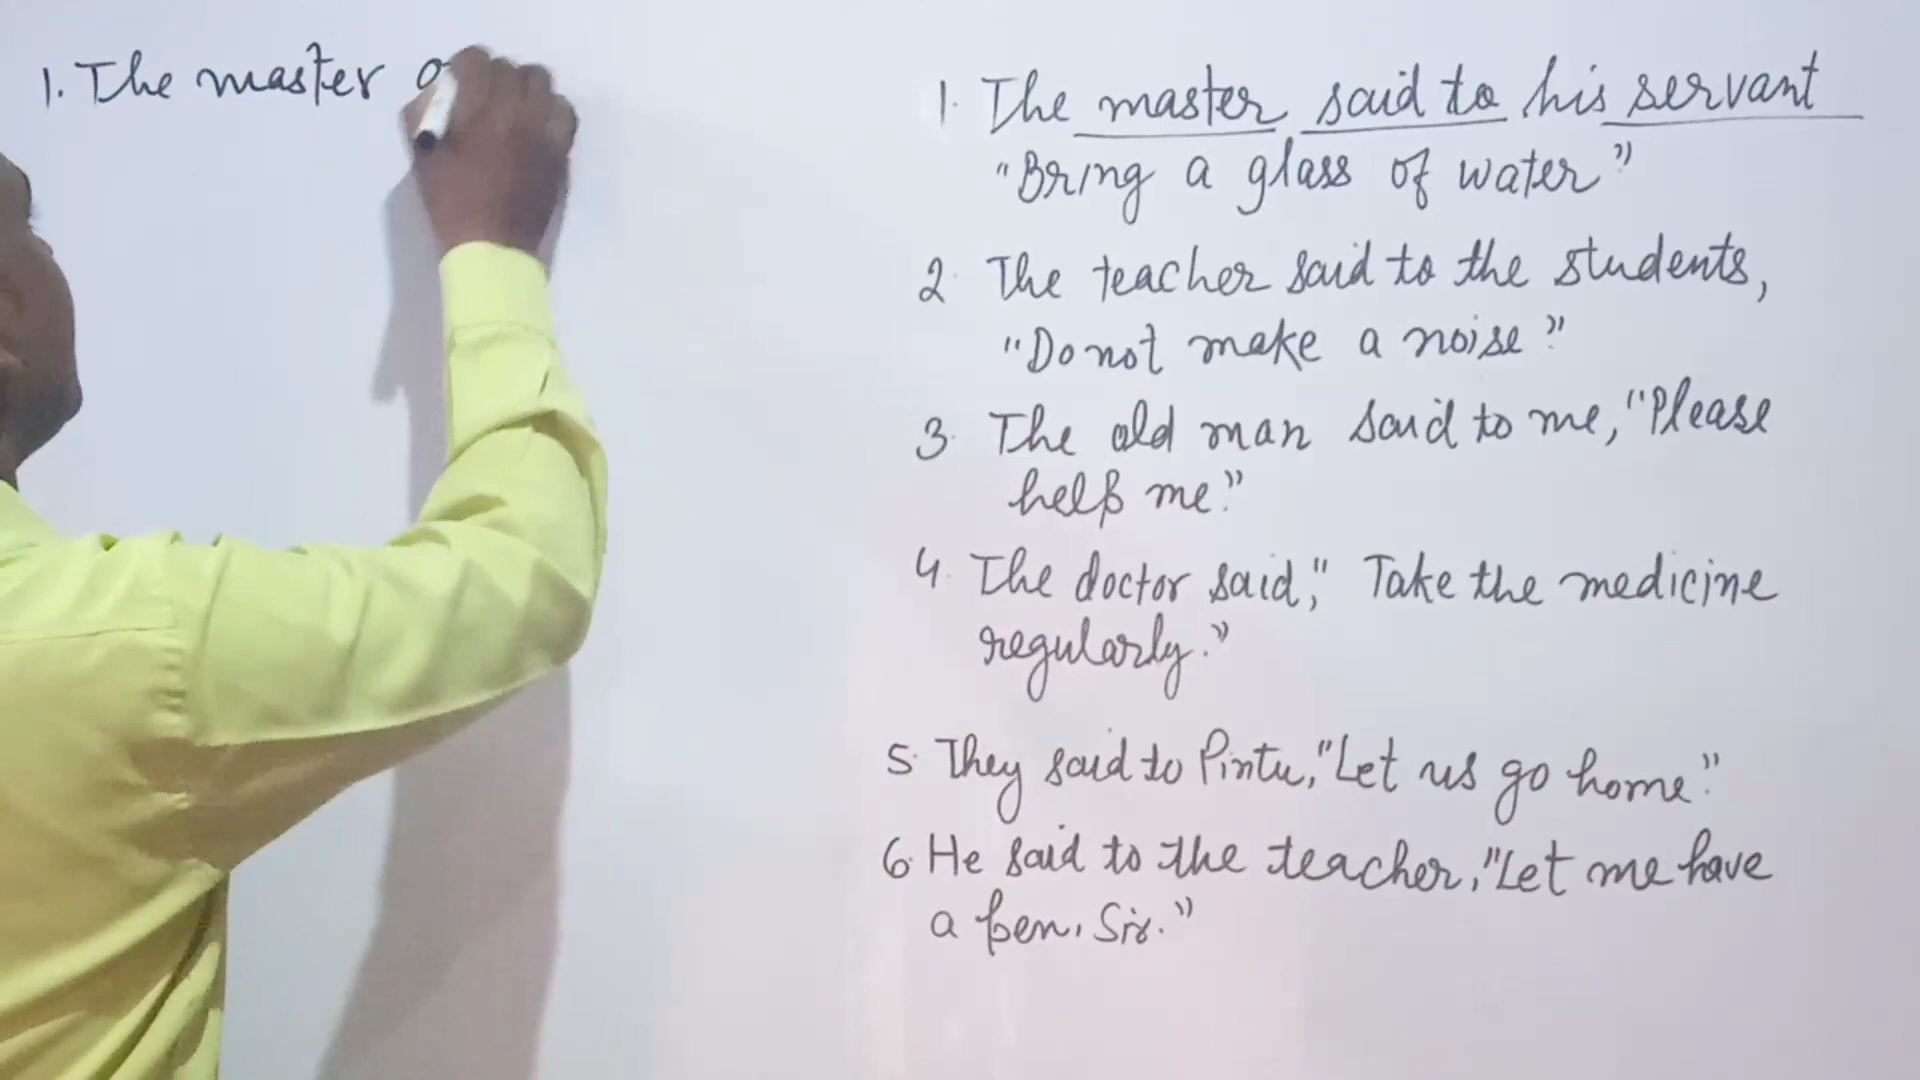 1. The master o
1. The master said to his servant
"Bring a glass of water"
2. The teacher said to the students,
"Do not make a noise"
3. The old man said to me, "Please
help me."
4. The doctor said," Take the medicine
regularly."
5. They said to Pintu, "Let us go home."
6. He said to the teacher, "Let me have
a pen, Sir."